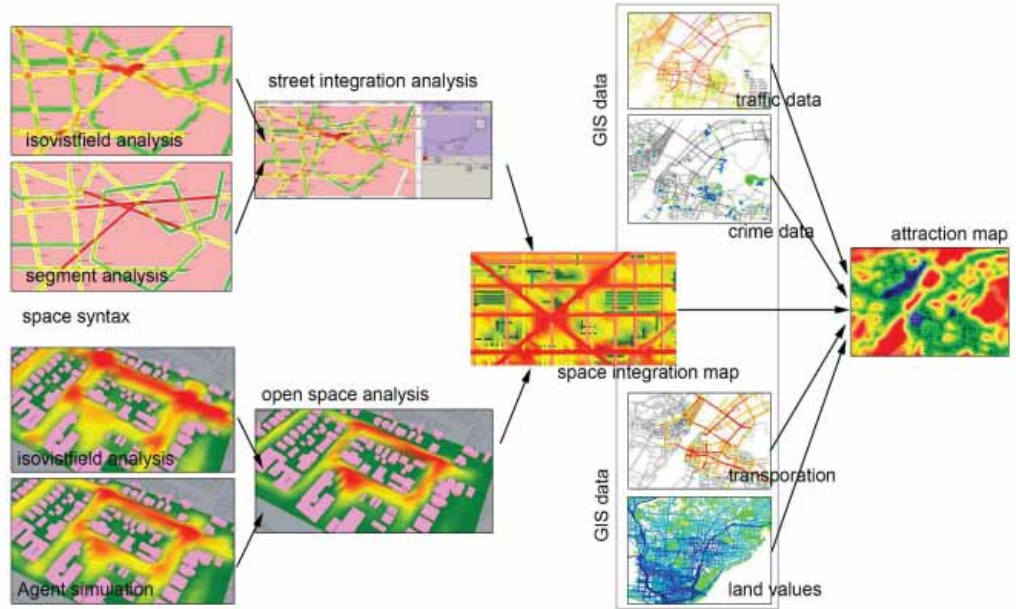 isovistfield analysis
segment analysis
space syntax
isovistfield analysis
Agent simulation
street integration analysis
open space analysis
space integration map
GIS data
traffic data
crime data
GIS data
transporation
land values
attraction map